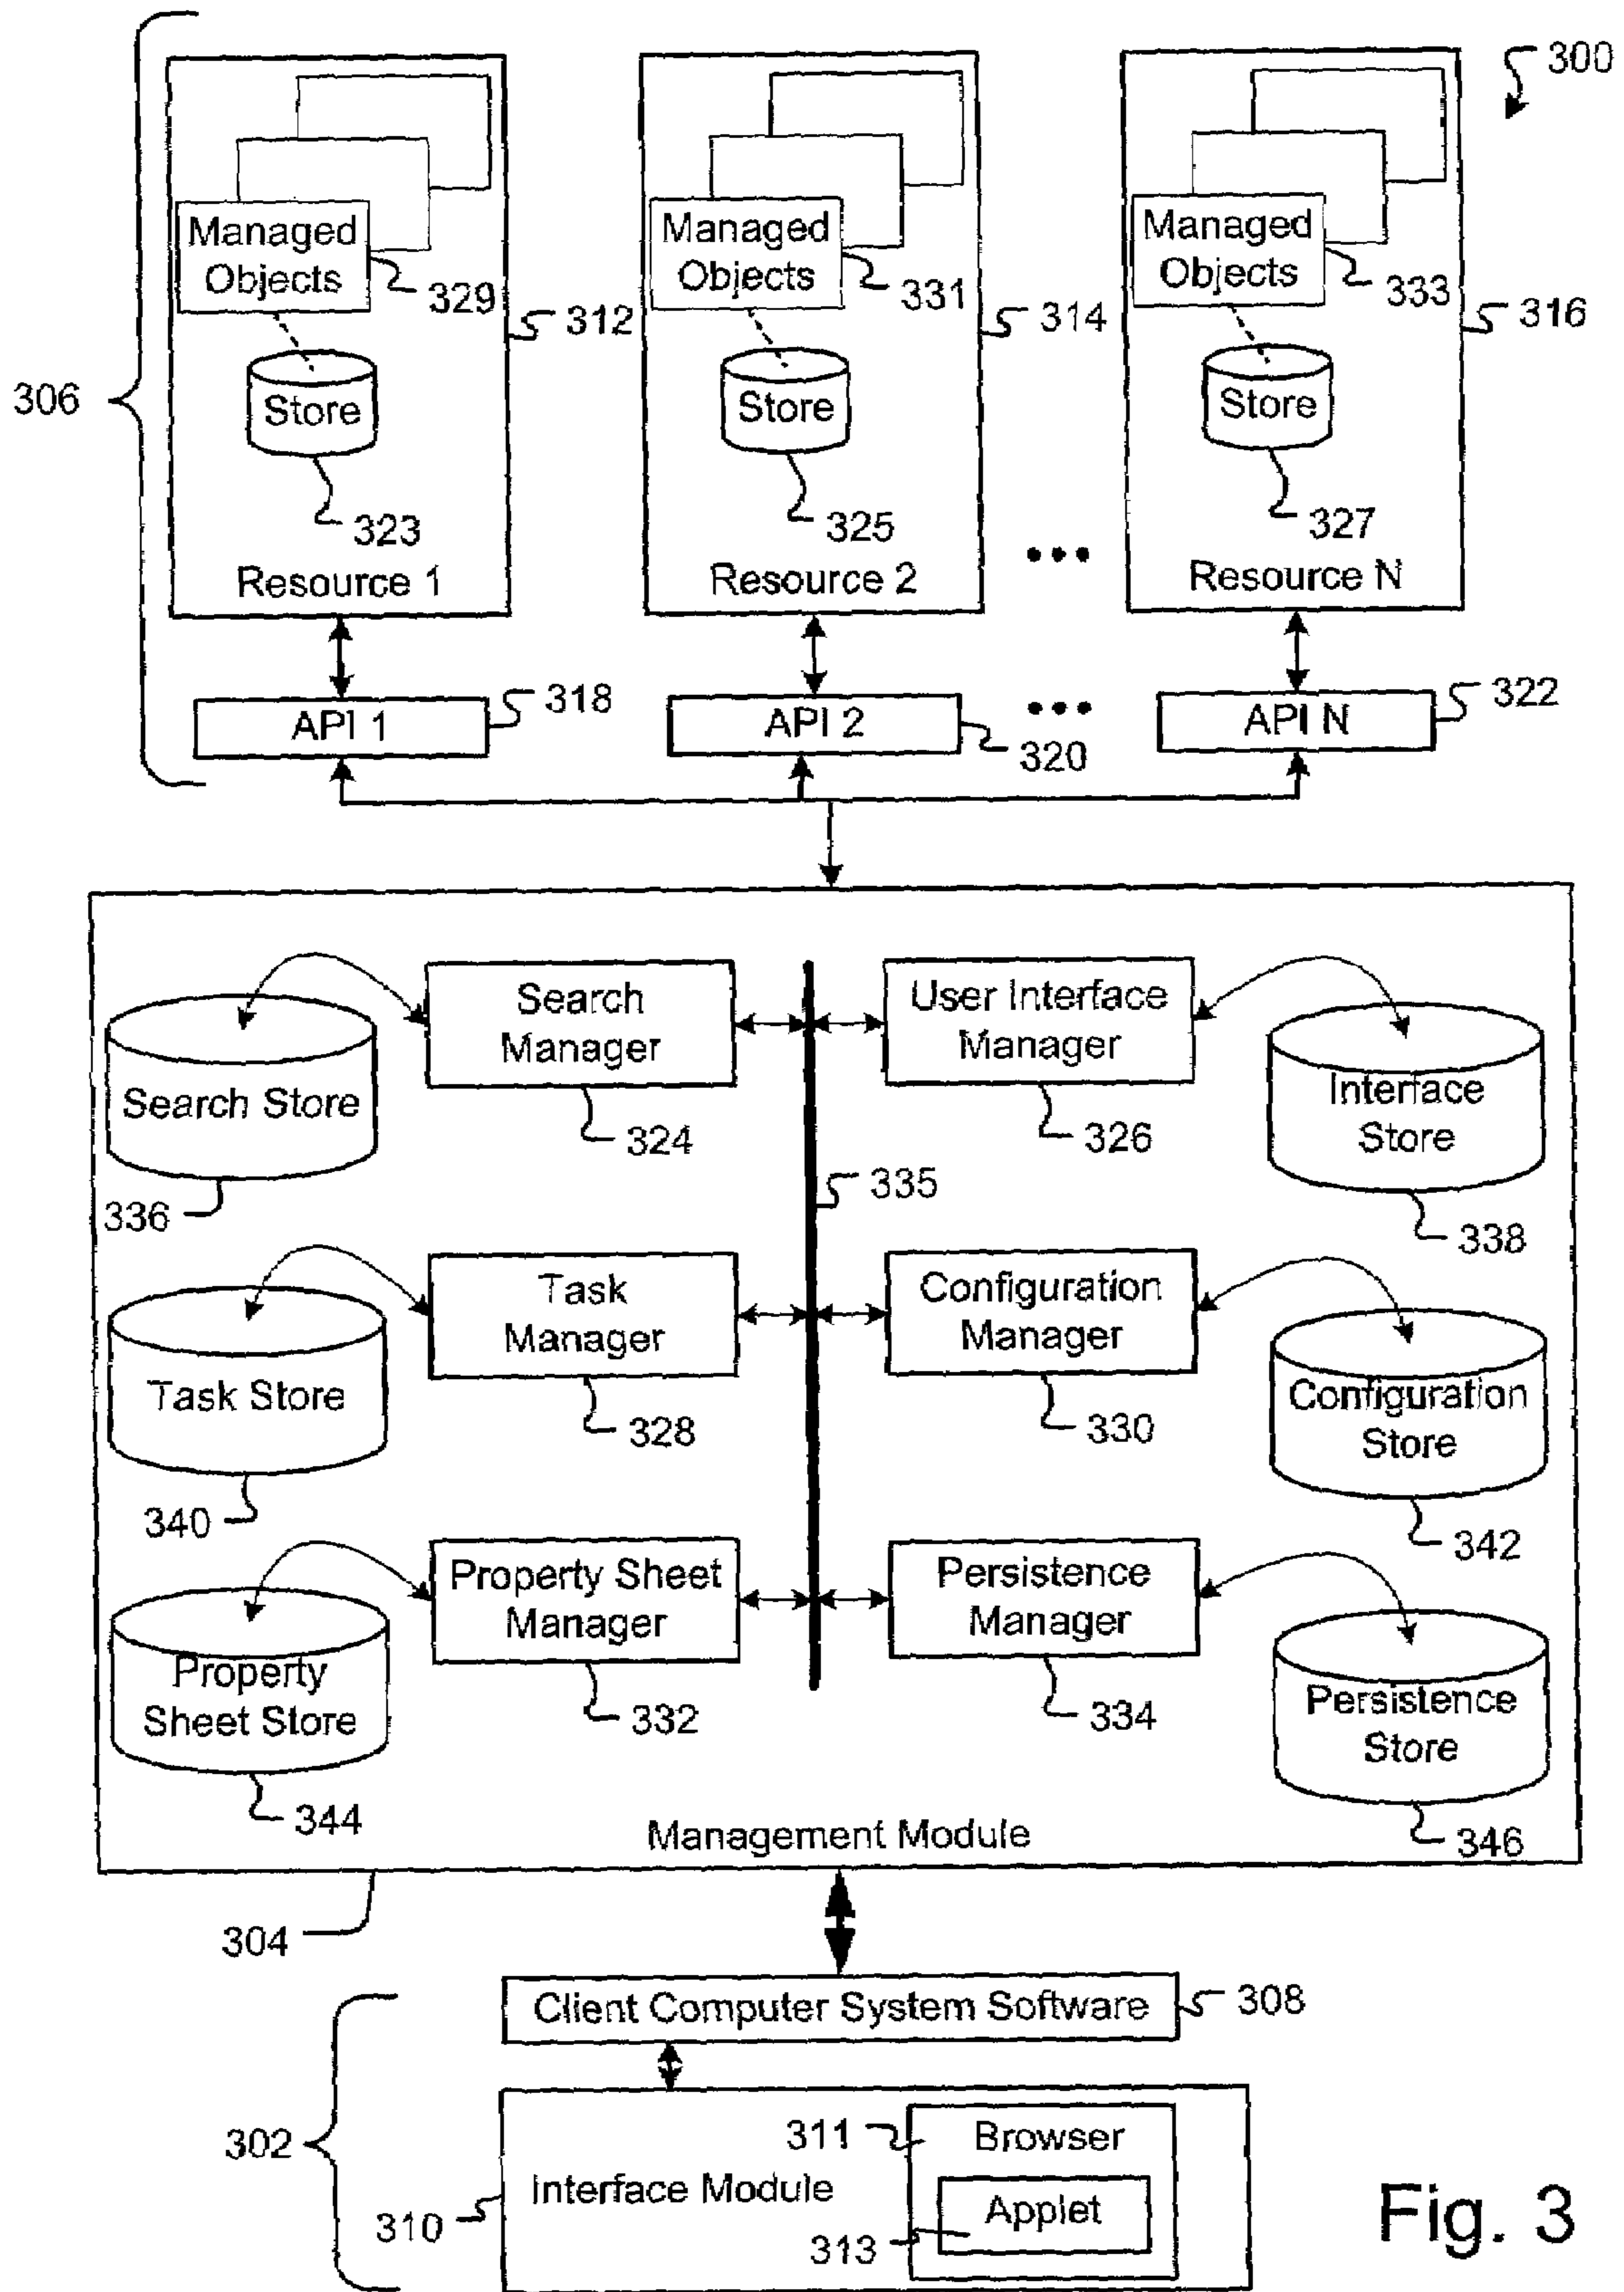 300
Managed
Objects
329
312
Store
323
Resource 1
Managed
Objects
331
314
Store
325
Resource 2
Managed
Objects
333
316
Store
327
Resource N
306
API 1
318
API 2
320
API N
322
Search
Manager
324
Search Store
336
User Interface
Manager
326
Interface
Store
338
335
Task
Manager
328
Task Store
340
Configuration
Manager
330
Configuration
Store
342
Property Sheet
Manager
332
Property
Sheet Store
344
Persistence
Manager
334
Persistence
Store
346
Management Module
304
Client Computer System Software
308
302
311
Browser
Interface Module
310
Applet
313
Fig. 3